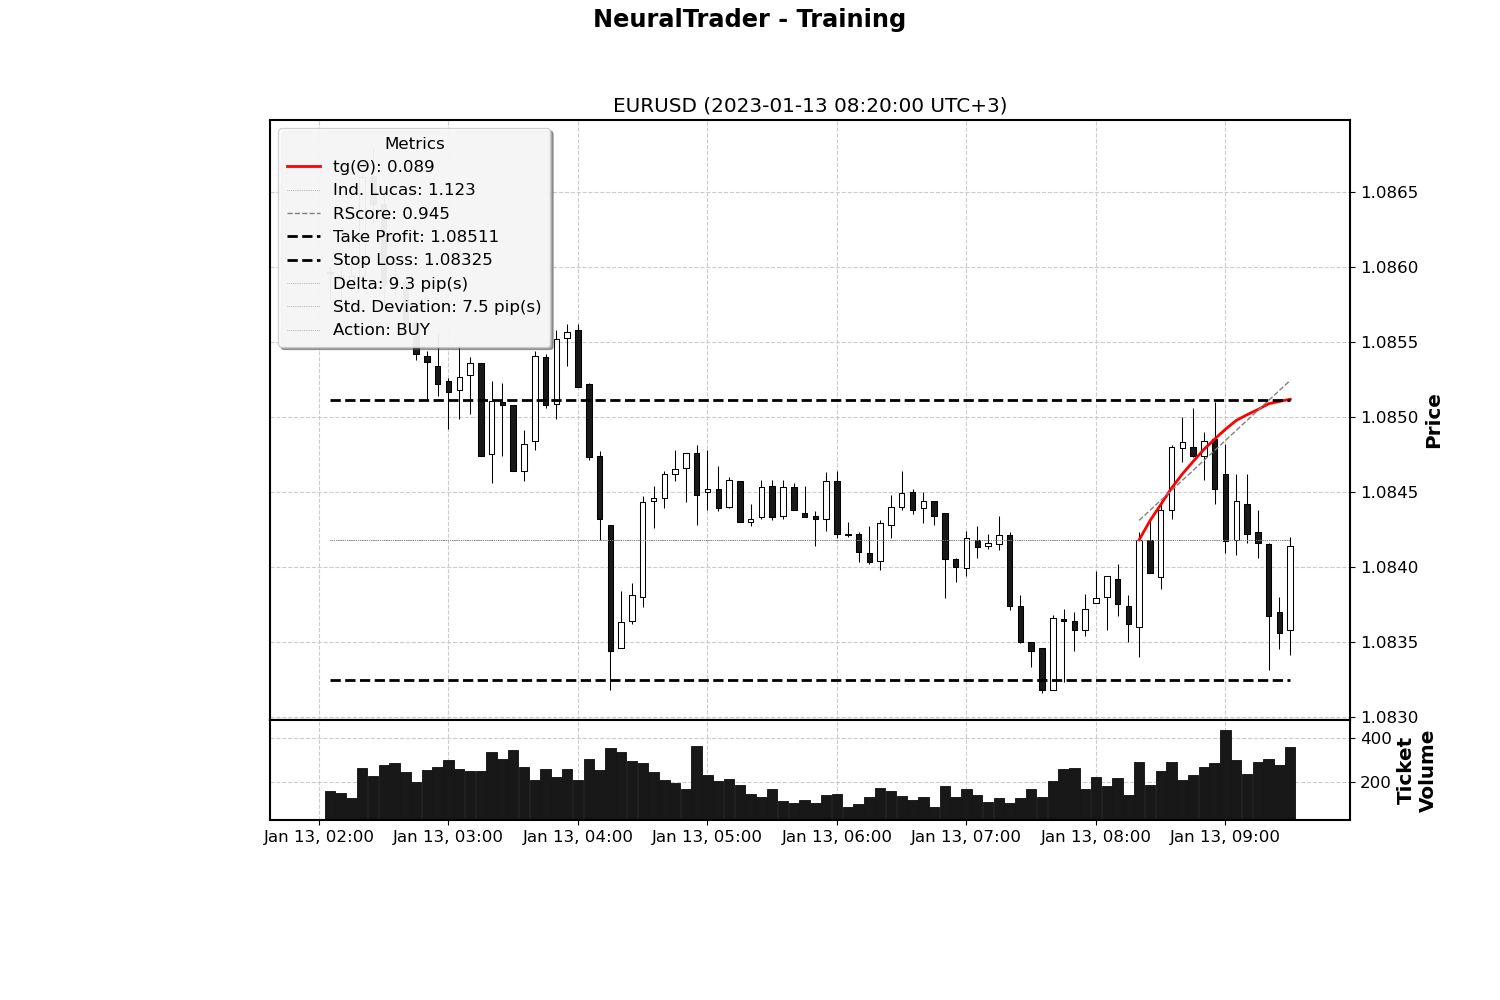 NeuralTrader - Training
EURUSD (2023-01-13 08:20:00 UTC+3)
Metrics
tg(Θ): 0.089
Ind. Lucas: 1.123
RScore: 0.945
Take Profit: 1.08511
Stop Loss: 1.08325
Delta: 9.3 pip(s)
Std. Deviation: 7.5 pip(s)
Action: BUY
1.0865
1.0860
1.0855
1.0850
1.0845
1.0840
1.0835
1.0830
Price
400
200
Ticket
Volume
Jan 13, 02:00
Jan 13, 03:00
Jan 13, 04:00
Jan 13, 05:00
Jan 13, 06:00
Jan 13, 07:00
Jan 13, 08:00
Jan 13, 09:00